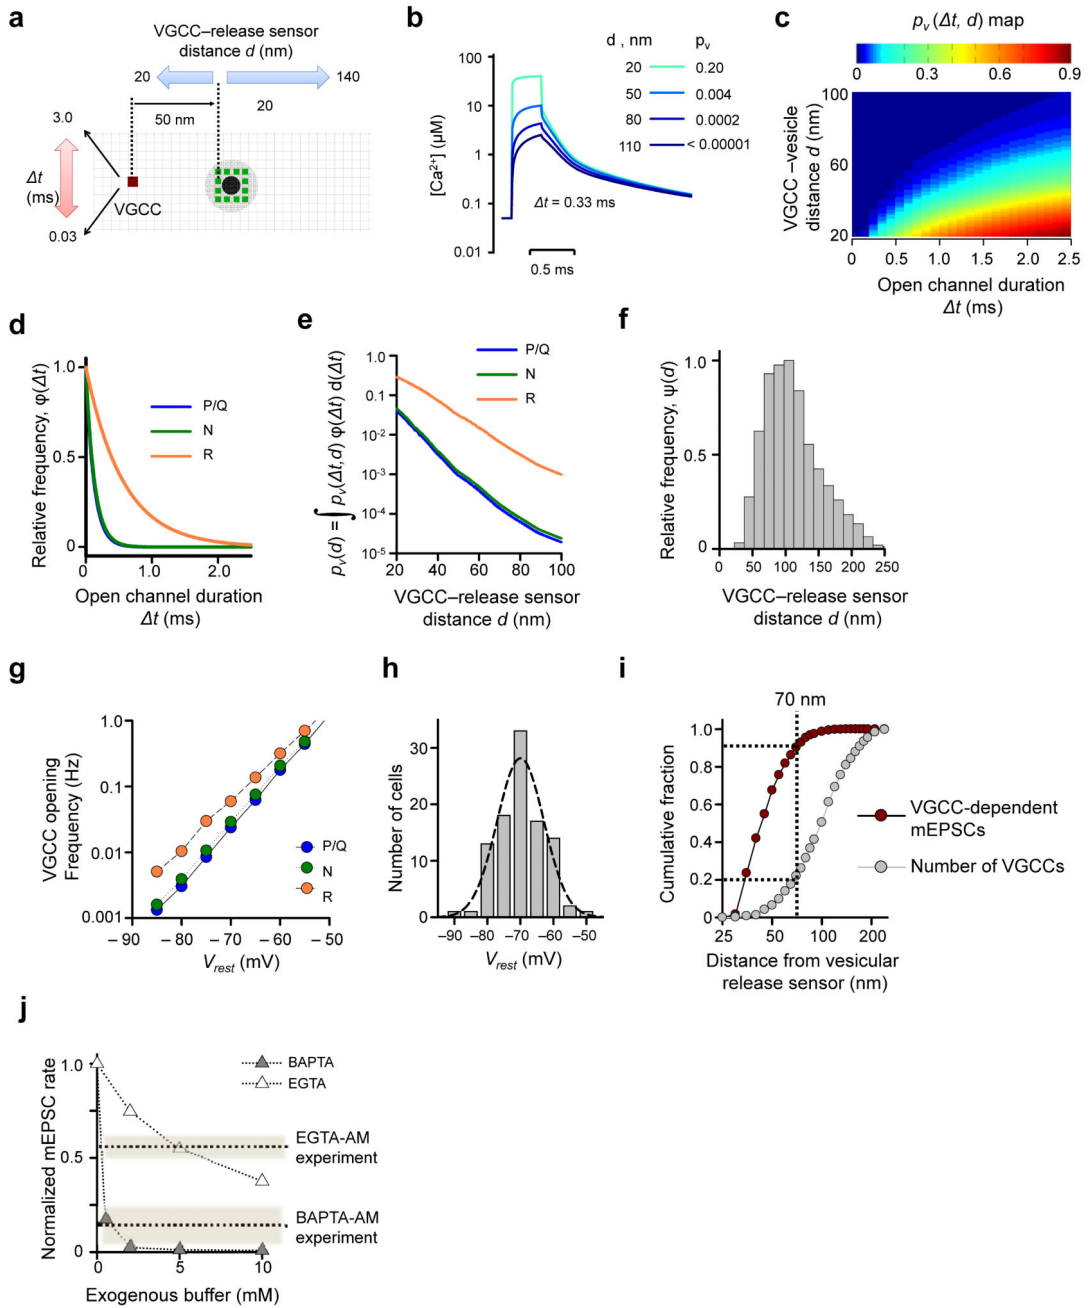 a
VGCC–release sensor
distance d (nm)
20
140
50 nm
20
3.0
Δt
(ms)
0.03
VGCC
b
d , nm
pv
20 nm
0.20
50 nm
0.004
80 nm
0.0002
110 nm
< 0.00001
100
10
1
0.1
0.01
[Ca²⁺] (μM)
Δt = 0.33 ms
0.5 ms
c
pv (Δt, d) map
0
0.3
0.6
0.9
100
60
20
VGCC –vesicle
distance d (nm)
0
0.5
1.0
1.5
2.0
2.5
Open channel duration
Δt (ms)
d
1.0
0.5
0
Relative frequency, φ(Δt)
P/Q
N
R
0
1.0
2.0
Open channel duration
Δt (ms)
e
P/Q
N
R
1.0
0.1
10⁻²
10⁻³
10⁻⁴
10⁻⁵
pv(d) = ∫ pv(Δt,d) φ(Δt) d(Δt)
20
40
60
80
100
VGCC–release sensor
distance d (nm)
f
1.0
0.5
0
Relative frequency, ψ(d)
0
50
100
150
200
250
VGCC–release sensor
distance d (nm)
g
1.0
0.1
0.01
0.001
VGCC opening
Frequency (Hz)
P/Q
N
R
– 90
– 80
– 70
– 60
– 50
Vrest (mV)
h
30
20
10
0
Number of cells
–90
–80
–70
–60
–50
Vrest (mV)
i
70 nm
1.0
0.8
0.6
0.4
0.2
0
Cumulative fraction
VGCC-dependent
mEPSCs
Number of VGCCs
25
50
100
200
Distance from vesicular
release sensor (nm)
j
1.0
0.5
0
Normalized mEPSC rate
BAPTA
EGTA
EGTA-AM
experiment
BAPTA-AM
experiment
0
5
10
Exogenous buffer (mM)